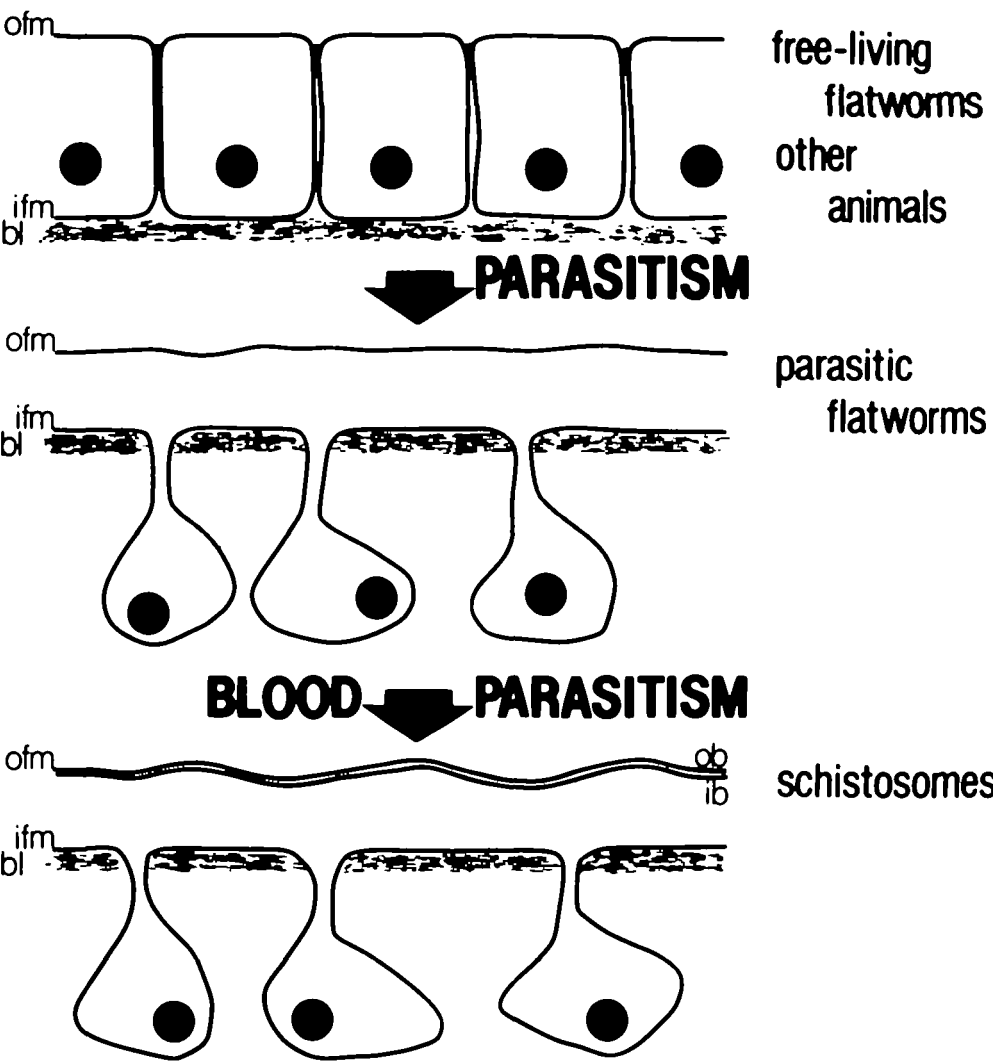 ofm
free-living
flatworms
other
animals
ifm
bl
PARASITISM
ofm
parasitic
flatworms
ifm
bl
BLOOD PARASITISM
ofm
ob
ib
schistosomes
ifm
bl